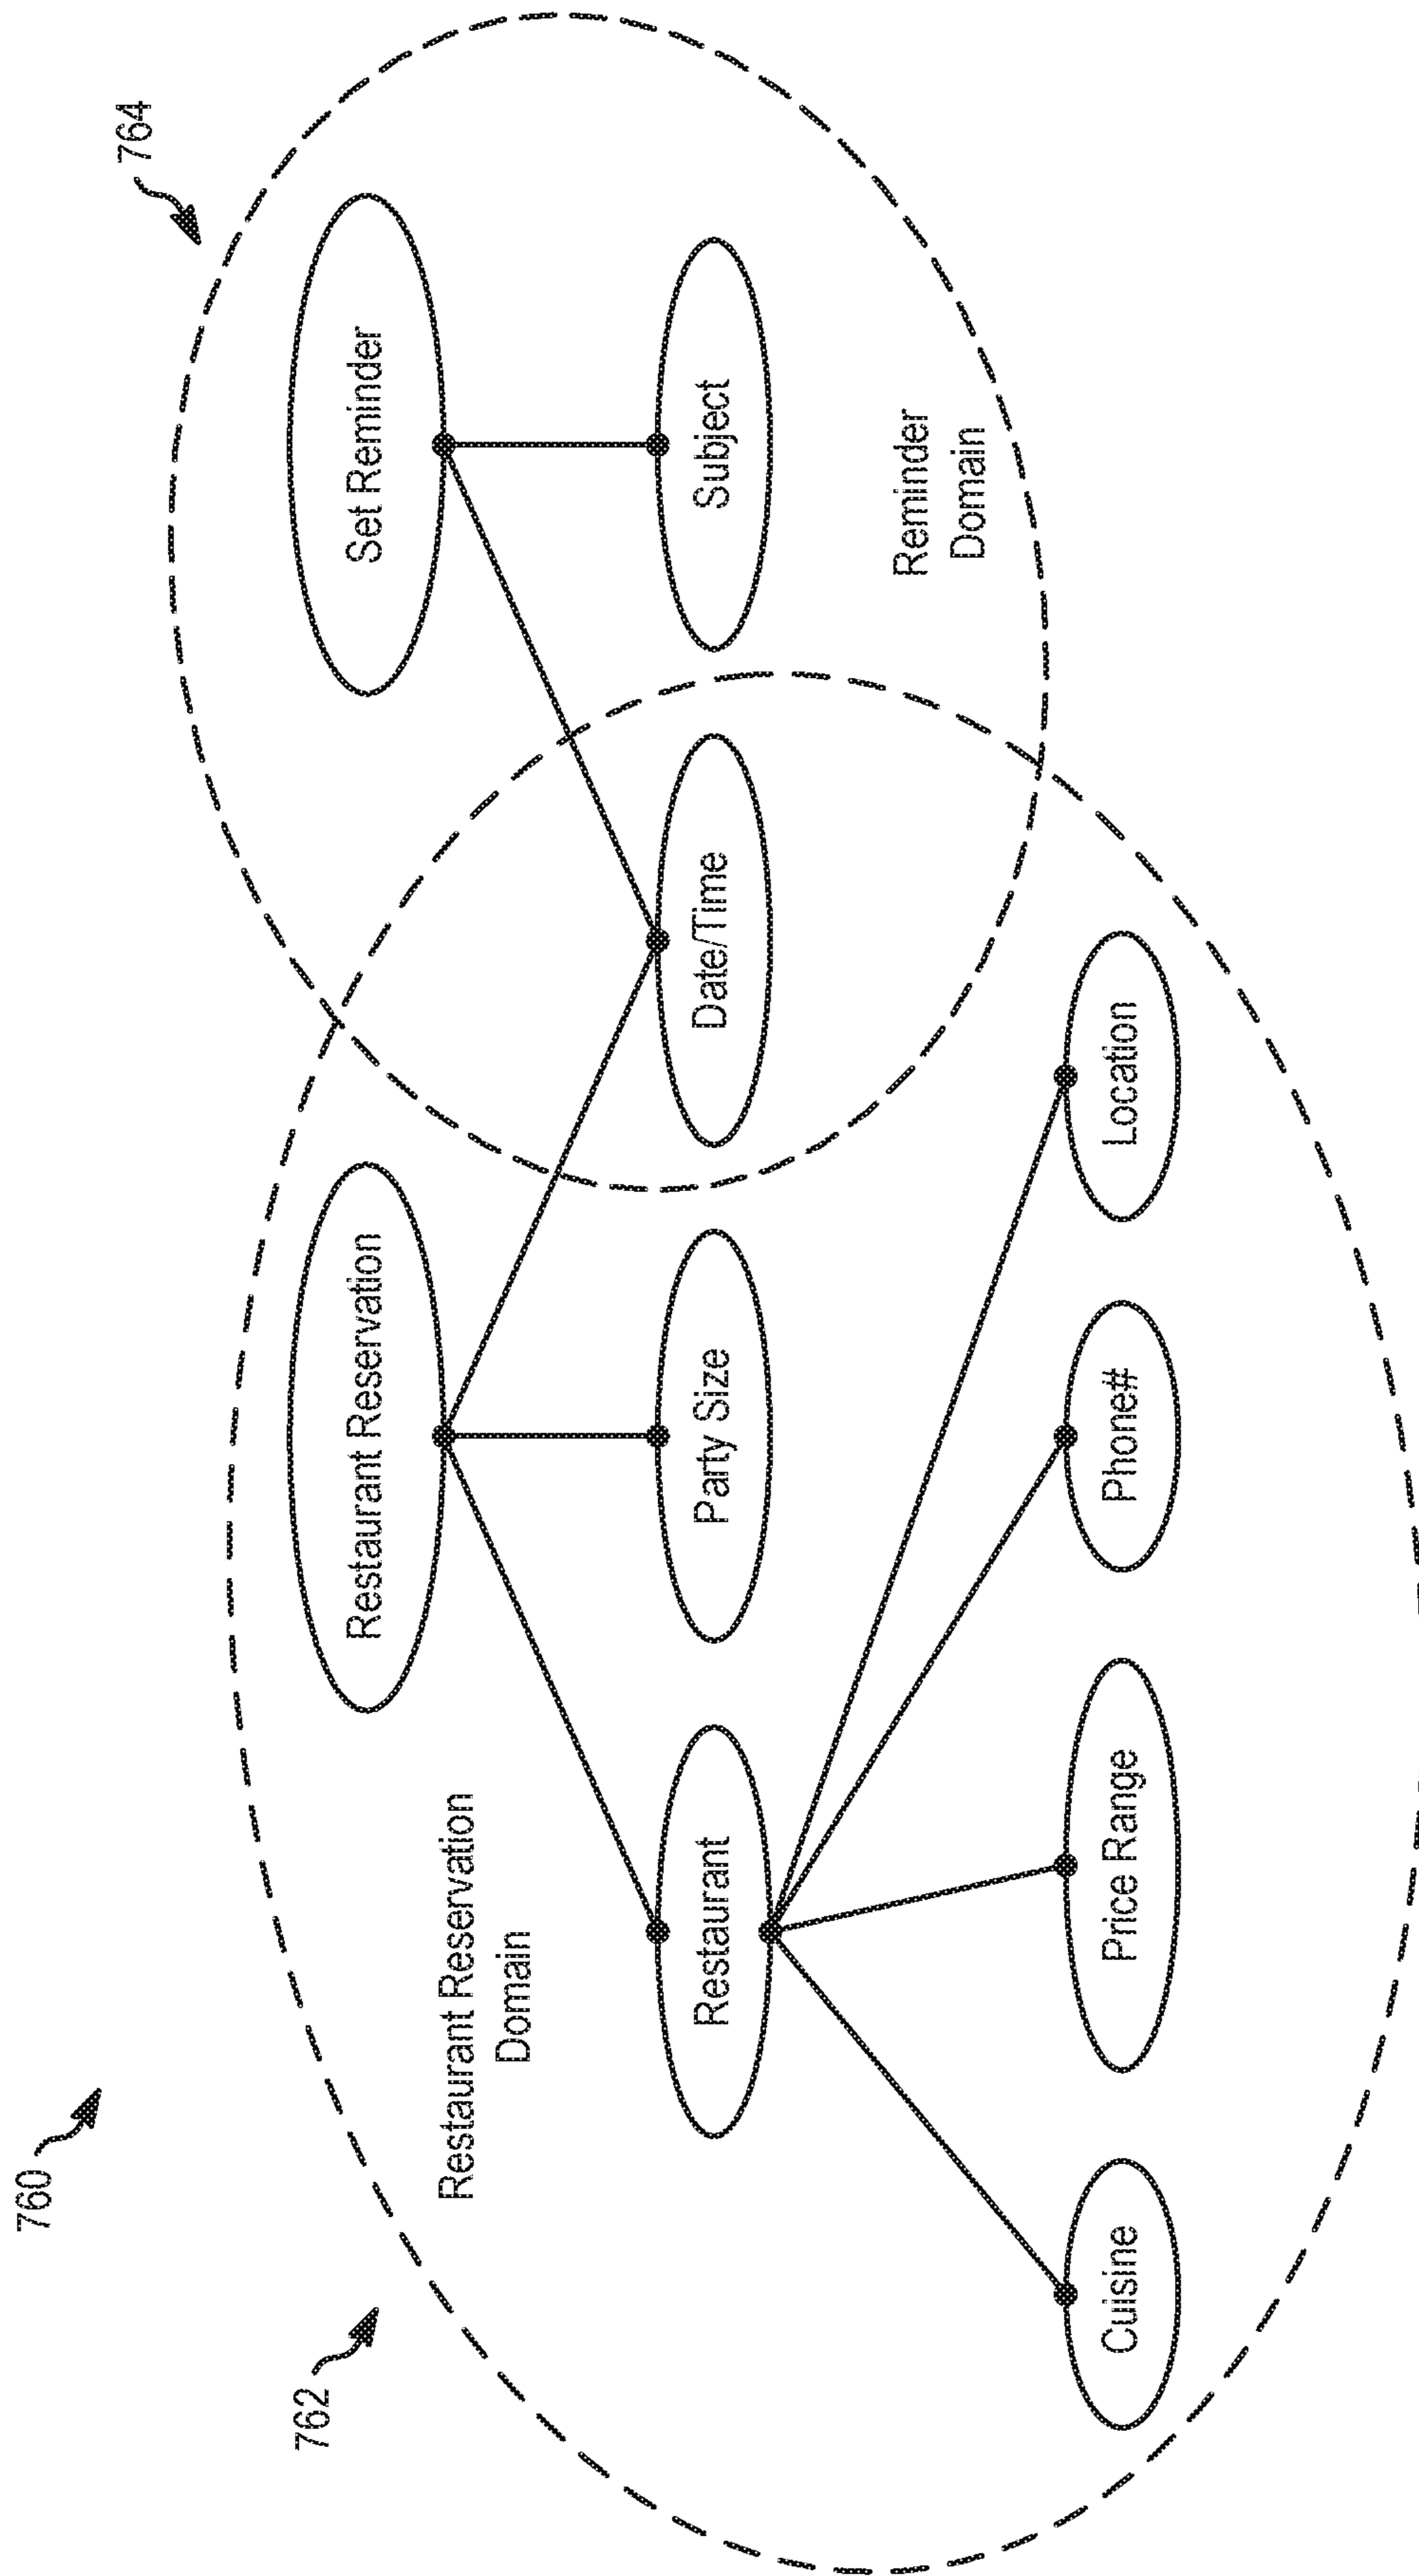 760
762
764
Restaurant Reservation
Set Reminder
Restaurant Reservation
Domain
Restaurant
Party Size
Date/Time
Subject
Reminder
Domain
Cuisine
Price Range
Phone#
Location